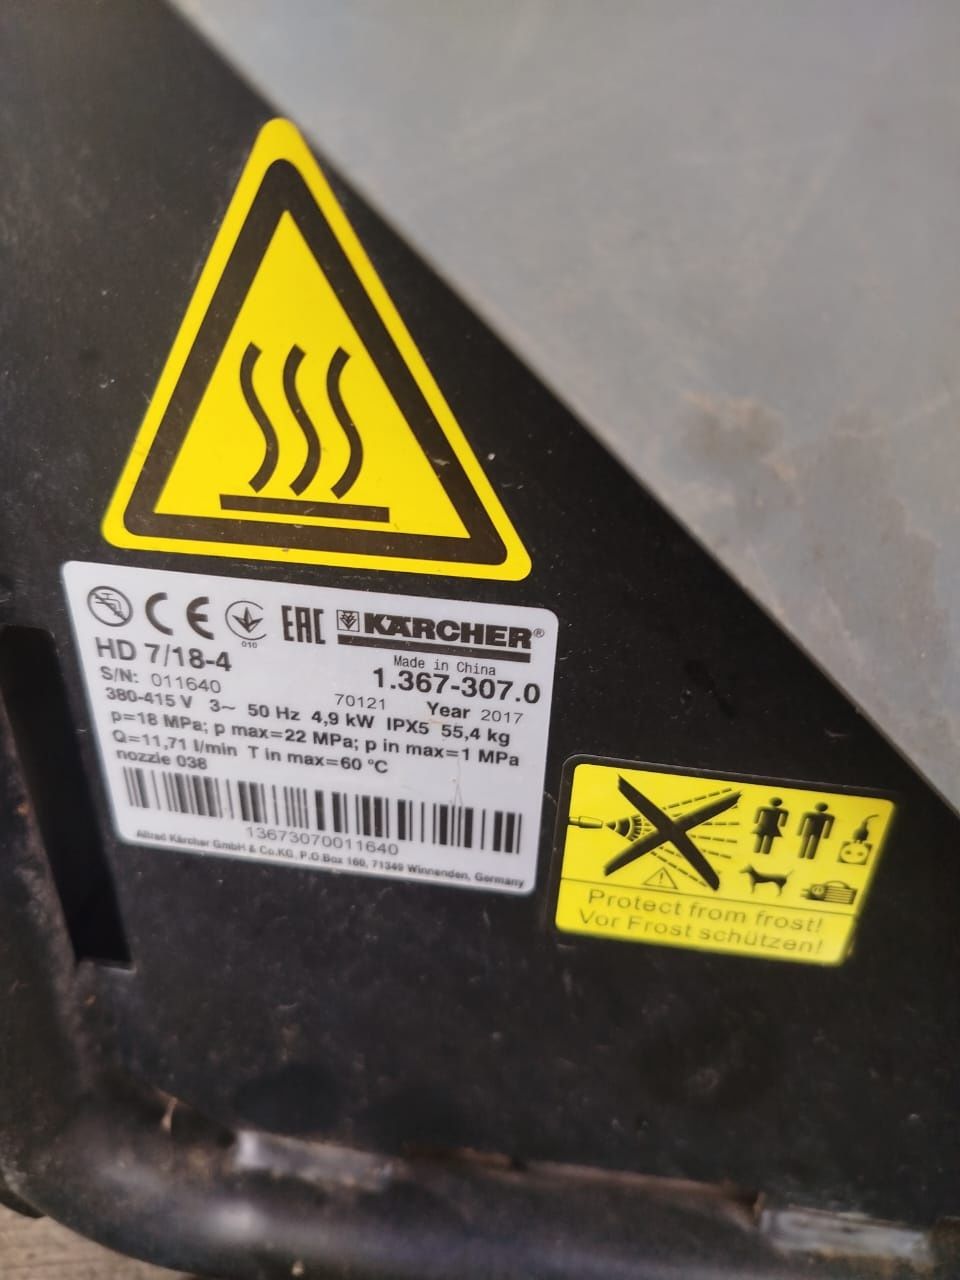 010
EAC
KÄRCHER®
HD 7/18-4
Made in China
S/N: 011640
1.367-307.0
70121 Year 2017
380-415 V 3~ 50 Hz 4,9 kW IPX5 55,4 kg
p=18 MPa; p max=22 MPa; p in max=1 MPa
Q=11,71 l/min T in max=60 °C
nozzle 038
13673070011640
Alfred Kärcher GmbH & Co.KG, P.O.Box 160, 71349 Winnenden, Germany
Protect from frost!
Vor Frost schützen!